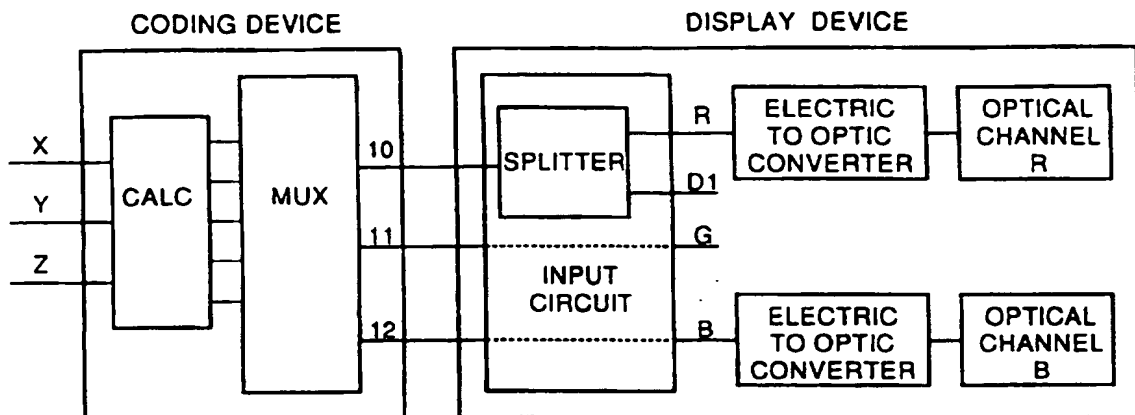 CODING DEVICE
DISPLAY DEVICE
X
Y
Z
CALC
MUX
10
11
12
SPLITTER
INPUT
CIRCUIT
R
D1
G
B
ELECTRIC
TO OPTIC
CONVERTER
OPTICAL
CHANNEL
R
ELECTRIC
TO OPTIC
CONVERTER
OPTICAL
CHANNEL
B